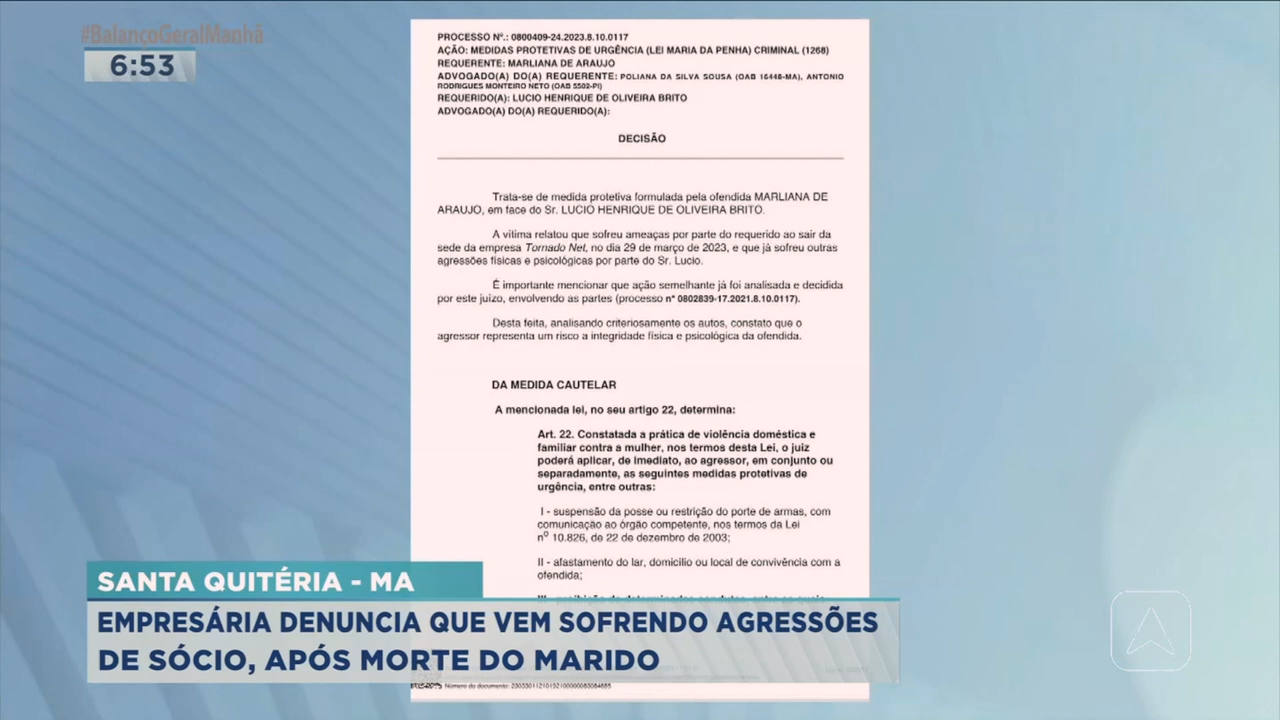 #BalançoGeralManhã
6:53
PROCESSO Nº.: 0800409-24.2023.8.10.0117
AÇÃO: MEDIDAS PROTETIVAS DE URGÊNCIA (LEI MARIA DA PENHA) CRIMINAL (1268)
REQUERENTE: MARLIANA DE ARAUJO
ADVOGADO(A) DO(A) REQUERENTE: POLIANA DA SILVA SOUSA (OAB 16448-MA), ANTONIO
RODRIGUES MONTEIRO NETO (OAB 5502-PI)
REQUERIDO(A): LUCIO HENRIQUE DE OLIVEIRA BRITO
ADVOGADO(A) DO(A) REQUERIDO(A):
DECISÃO
Trata-se de medida protetiva formulada pela ofendida MARLIANA DE
ARAUJO, em face do Sr. LUCIO HENRIQUE DE OLIVEIRA BRITO.
A vítima relatou que sofreu ameaças por parte do requerido ao sair da
sede da empresa Tornado Net, no dia 29 de março de 2023, e que já sofreu outras
agressões físicas e psicológicas por parte do Sr. Lucio.
É importante mencionar que ação semelhante já foi analisada e decidida
por este juízo, envolvendo as partes (processo n° 0802839-17.2021.8.10.0117).
Desta feita, analisando criteriosamente os autos, constato que o
agressor representa um risco a integridade física e psicológica da ofendida.
DA MEDIDA CAUTELAR
A mencionada lei, no seu artigo 22, determina:
Art. 22. Constatada a prática de violência doméstica e
familiar contra a mulher, nos termos desta Lei, o juiz
poderá aplicar, de imediato, ao agressor, em conjunto ou
separadamente, as seguintes medidas protetivas de
urgência, entre outras:
I - suspensão da posse ou restrição do porte de armas, com
comunicação ao órgão competente, nos termos da Lei
nº 10.826, de 22 de dezembro de 2003;
II - afastamento do lar, domicílio ou local de convivência com a
ofendida;
SANTA QUITÉRIA - MA
EMPRESÁRIA DENUNCIA QUE VEM SOFRENDO AGRESSÕES
DE SÓCIO, APÓS MORTE DO MARIDO
Número do documento: